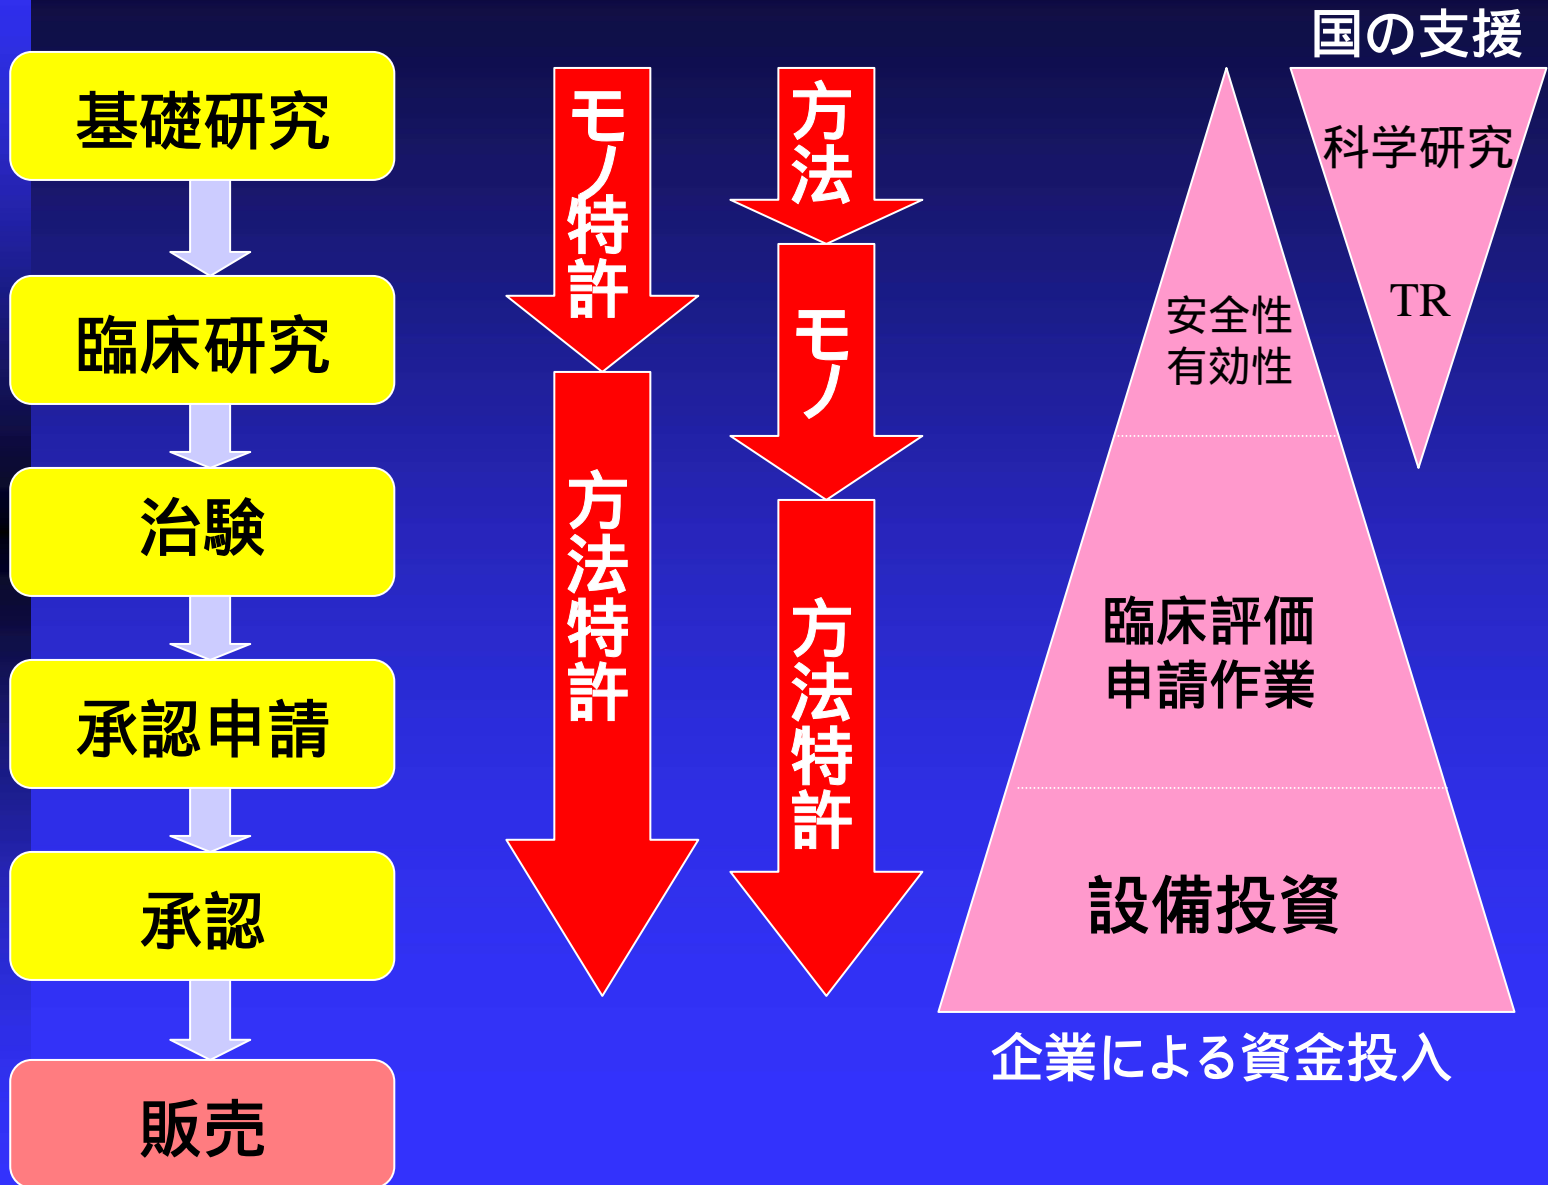 基礎研究
臨床研究
治験
承認申請
承認
販売
モノ特許
方法特許
方法
モノ
方法特許
国の支援
科学研究
TR
安全性
有効性
臨床評価
申請作業
設備投資
企業による資金投入